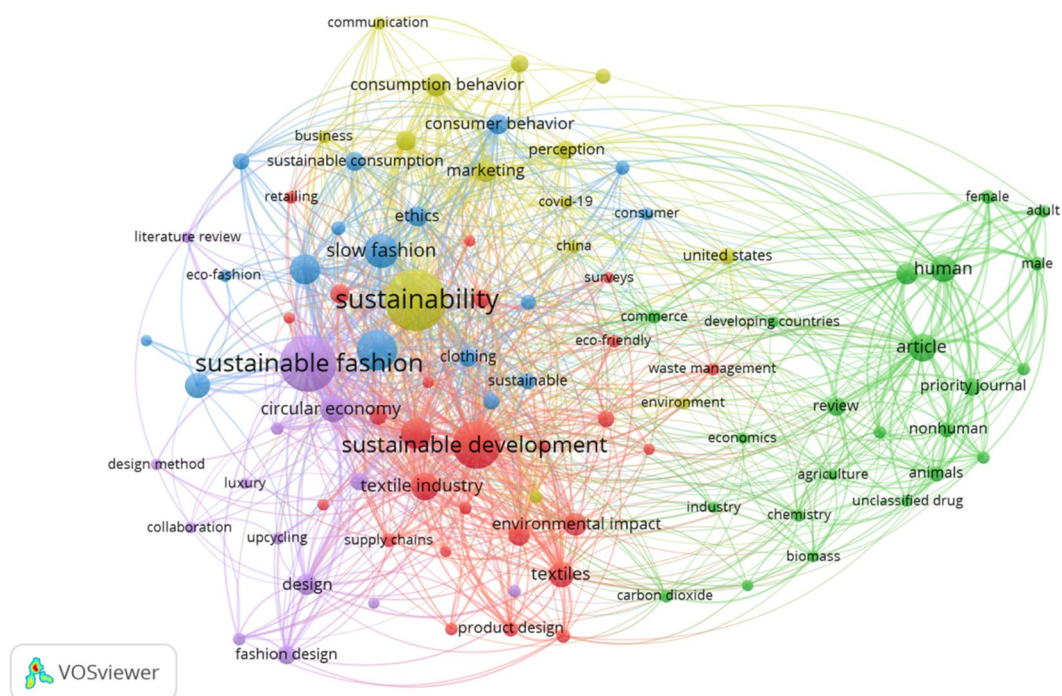 communication
consumption behavior
consumer behavior
business
perception
sustainable consumption
marketing
retailing
female
covid-19
adult
ethics
consumer
literature review
slow fashion
china
united states
male
eco-fashion
human
surveys
sustainability
commerce
developing countries
eco-friendly
article
sustainable fashion
clothing
waste management
sustainable
priority journal
environment
circular economy
review
nonhuman
sustainable development
economics
design method
animals
luxury
textile industry
agriculture
unclassified drug
industry
chemistry
collaboration
environmental impact
upcycling
supply chains
biomass
textiles
design
carbon dioxide
product design
fashion design
VOSviewer